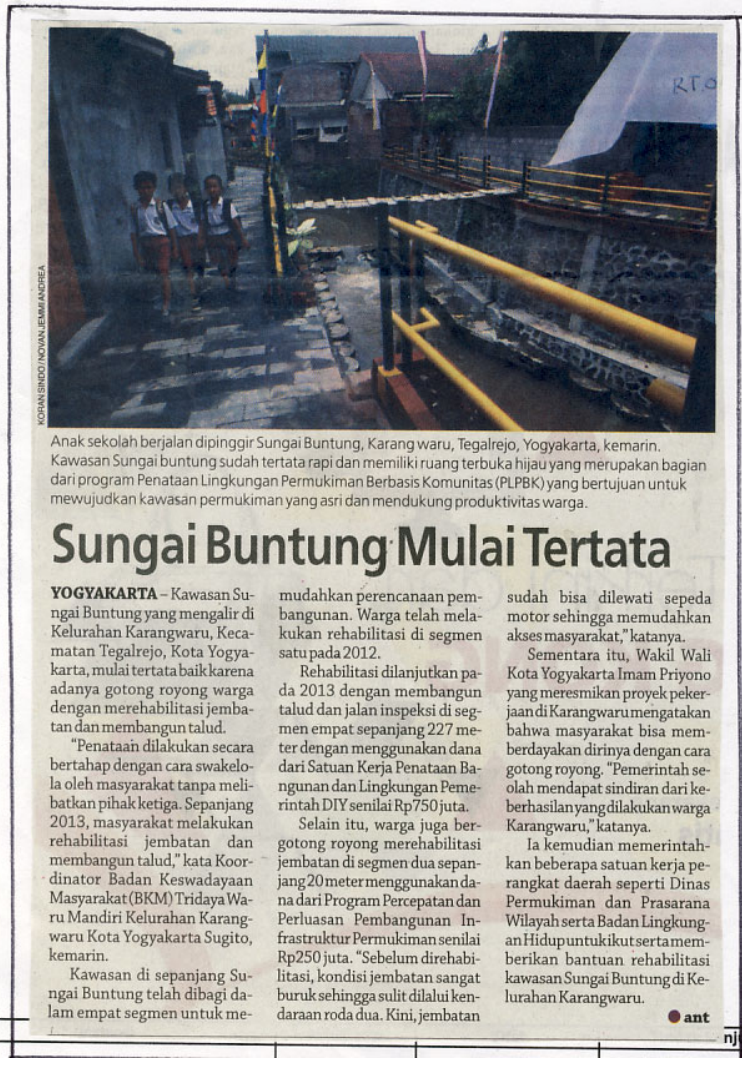 RT.0
KORAN SINDO/NOVAN JEMMI ANDREA
Anak sekolah berjalan dipinggir Sungai Buntung, Karang waru, Tegalrejo, Yogyakarta, kemarin.
Kawasan Sungai buntung sudah tertata rapi dan memiliki ruang terbuka hijau yang merupakan bagian
dari program Penataan Lingkungan Permukiman Berbasis Komunitas (PLPBK) yang bertujuan untuk
mewujudkan kawasan permukiman yang asri dan mendukung produktivitas warga.
Sungai Buntung Mulai Tertata
YOGYAKARTA – Kawasan Su-
ngai Buntung yang mengalir di
Kelurahan Karangwaru, Keca-
matan Tegalrejo, Kota Yogya-
karta, mulai tertata baik karena
adanya gotong royong warga
dengan merehabilitasi jemba-
tan dan membangun talud.
“Penataan dilakukan secara
bertahap dengan cara swakelo-
la oleh masyarakat tanpa meli-
batkan pihak ketiga. Sepanjang
2013, masyarakat melakukan
rehabilitasi jembatan dan
membangun talud,” kata Koor-
dinator Badan Keswadayaan
Masyarakat (BKM) Tridaya Wa-
ru Mandiri Kelurahan Karang-
waru Kota Yogyakarta Sugito,
kemarin.
Kawasan di sepanjang Su-
ngai Buntung telah dibagi da-
lam empat segmen untuk me-
mudahkan perencanaan pem-
bangunan. Warga telah mela-
kukan rehabilitasi di segmen
satu pada 2012.
Rehabilitasi dilanjutkan pa-
da 2013 dengan membangun
talud dan jalan inspeksi di seg-
men empat sepanjang 227 me-
ter dengan menggunakan dana
dari Satuan Kerja Penataan Ba-
ngunan dan Lingkungan Peme-
rintah DIY senilai Rp750 juta.
Selain itu, warga juga ber-
gotong royong merehabilitasi
jembatan di segmen dua sepan-
jang 20 meter menggunakan da-
na dari Program Percepatan dan
Perluasan Pembangunan In-
frastruktur Permukiman senilai
Rp250 juta. “Sebelum direhabi-
litasi, kondisi jembatan sangat
buruk sehingga sulit dilalui ken-
daraan roda dua. Kini, jembatan
sudah bisa dilewati sepeda
motor sehingga memudahkan
akses masyarakat,” katanya.
Sementara itu, Wakil Wali
Kota Yogyakarta Imam Priyono
yang meresmikan proyek peker-
jaan di Karangwaru mengatakan
bahwa masyarakat bisa mem-
berdayakan dirinya dengan cara
gotong royong. “Pemerintah se-
olah mendapat sindiran dari ke-
berhasilan yang dilakukan warga
Karangwaru,” katanya.
Ia kemudian memerintah-
kan beberapa satuan kerja pe-
rangkat daerah seperti Dinas
Permukiman dan Prasarana
Wilayah serta Badan Lingkung-
an Hidup untuk ikut serta mem-
berikan bantuan rehabilitasi
kawasan Sungai Buntung di Ke-
lurahan Karangwaru.
ant